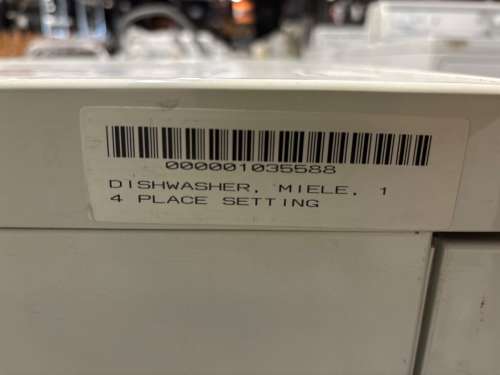 000001035588
DISHWASHER, MIELE, 1
4 PLACE SETTING